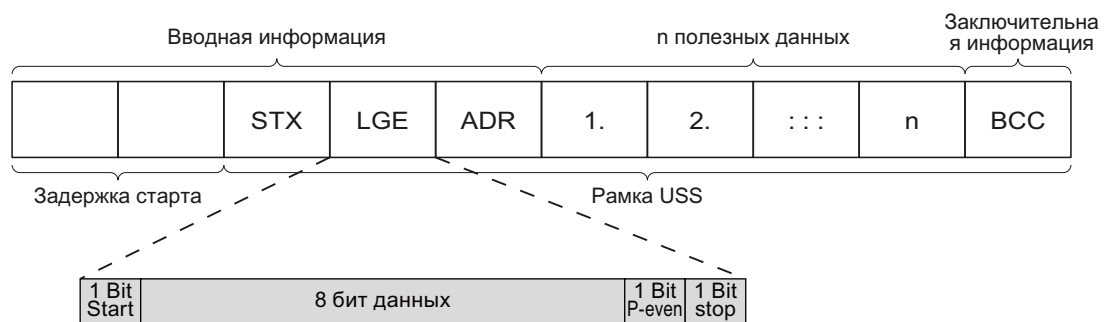 Вводная информация
n полезных данных
Заключительна
я информация
STX LGE ADR 1. 2. : : : n BCC
Задержка старта
Рамка USS
1 Bit
Start
8 бит данных
1 Bit
P-even
1 Bit
stop